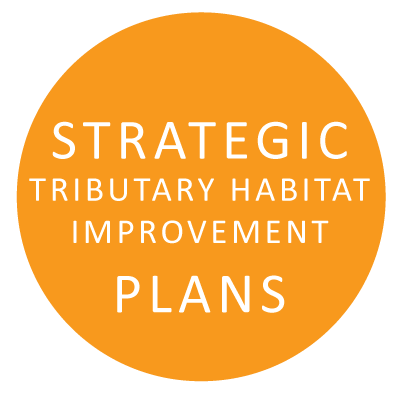 STRATEGIC
TRIBUTARY HABITAT
IMPROVEMENT
PLANS